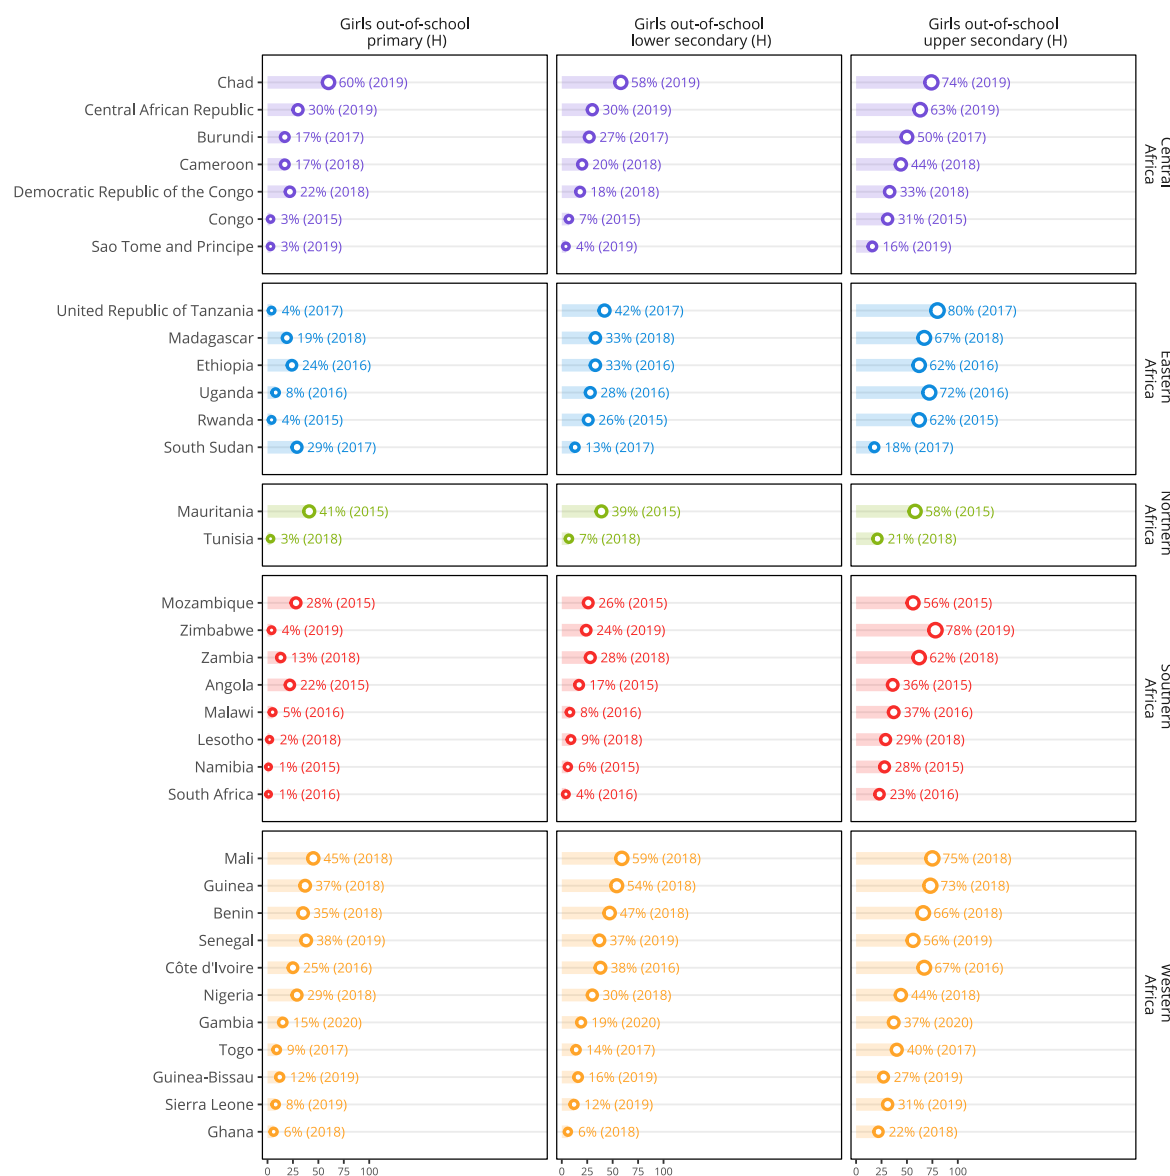 Girls out-of-school
primary (H)
Girls out-of-school
lower secondary (H)
Girls out-of-school
upper secondary (H)
Chad 60% (2019) 58% (2019) 74% (2019)
Central African Republic 30% (2019) 30% (2019) 63% (2019)
Burundi 17% (2017) 27% (2017) 50% (2017)
Cameroon 17% (2018) 20% (2018) 44% (2018)
Democratic Republic of the Congo 22% (2018) 18% (2018) 33% (2018)
Congo 3% (2015) 7% (2015) 31% (2015)
Sao Tome and Principe 3% (2019) 4% (2019) 16% (2019)
Central
Africa
United Republic of Tanzania 4% (2017) 42% (2017) 80% (2017)
Madagascar 19% (2018) 33% (2018) 67% (2018)
Ethiopia 24% (2016) 33% (2016) 62% (2016)
Uganda 8% (2016) 28% (2016) 72% (2016)
Rwanda 4% (2015) 26% (2015) 62% (2015)
South Sudan 29% (2017) 13% (2017) 18% (2017)
Eastern
Africa
Mauritania 41% (2015) 39% (2015) 58% (2015)
Tunisia 3% (2018) 7% (2018) 21% (2018)
Northern
Africa
Mozambique 28% (2015) 26% (2015) 56% (2015)
Zimbabwe 4% (2019) 24% (2019) 78% (2019)
Zambia 13% (2018) 28% (2018) 62% (2018)
Angola 22% (2015) 17% (2015) 36% (2015)
Malawi 5% (2016) 8% (2016) 37% (2016)
Lesotho 2% (2018) 9% (2018) 29% (2018)
Namibia 1% (2015) 6% (2015) 28% (2015)
South Africa 1% (2016) 4% (2016) 23% (2016)
Southern
Africa
Mali 45% (2018) 59% (2018) 75% (2018)
Guinea 37% (2018) 54% (2018) 73% (2018)
Benin 35% (2018) 47% (2018) 66% (2018)
Senegal 38% (2019) 37% (2019) 56% (2019)
Côte d'Ivoire 25% (2016) 38% (2016) 67% (2016)
Nigeria 29% (2018) 30% (2018) 44% (2018)
Gambia 15% (2020) 19% (2020) 37% (2020)
Togo 9% (2017) 14% (2017) 40% (2017)
Guinea-Bissau 12% (2019) 16% (2019) 27% (2019)
Sierra Leone 8% (2019) 12% (2019) 31% (2019)
Ghana 6% (2018) 6% (2018) 22% (2018)
Western
Africa
0 25 50 75 100 0 25 50 75 100 0 25 50 75 100